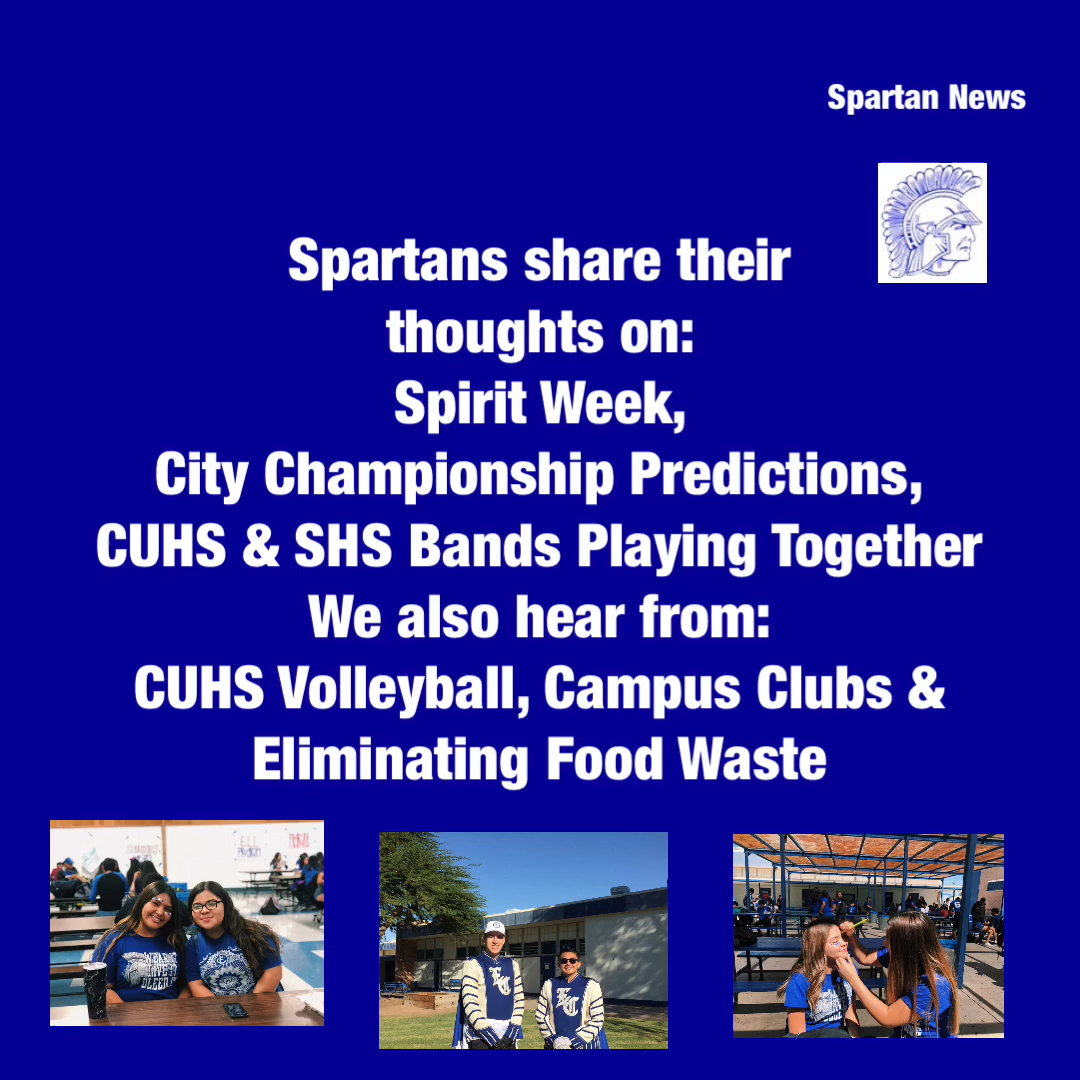 Spartan News
Spartans share their
thoughts on:
Spirit Week,
City Championship Predictions,
CUHS & SHS Bands Playing Together
We also hear from:
CUHS Volleyball, Campus Clubs &
Eliminating Food Waste